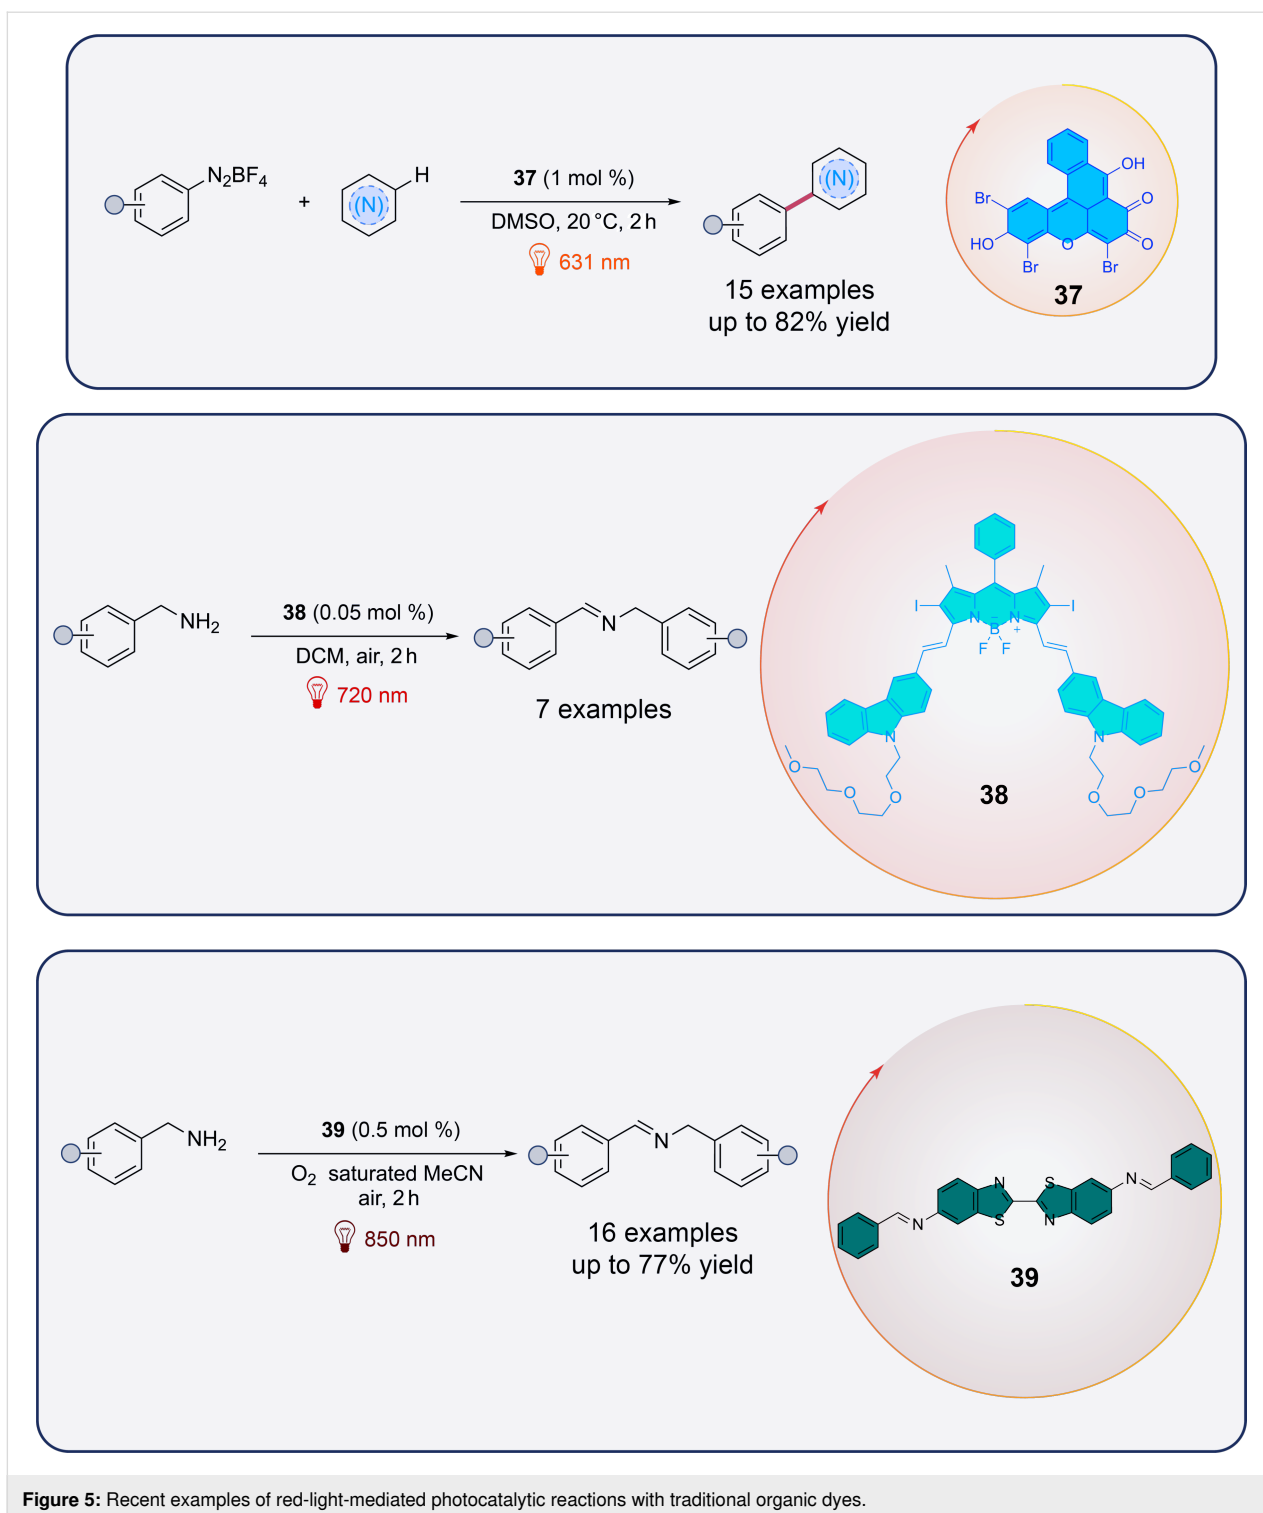 N₂BF₄
+
(N)
H
37 (1 mol %)
DMSO, 20 °C, 2 h
631 nm
(N)
15 examples
up to 82% yield
OH
O
O
Br
HO
Br
O
Br
37
NH₂
38 (0.05 mol %)
DCM, air, 2 h
720 nm
N
7 examples
I
I
N
N
+
B
−
F
F
N
N
O
O
O
O
O
O
38
NH₂
39 (0.5 mol %)
O₂ saturated MeCN
air, 2 h
850 nm
N
16 examples
up to 77% yield
N
S
N
S
N
N
39
Figure 5: Recent examples of red-light-mediated photocatalytic reactions with traditional organic dyes.